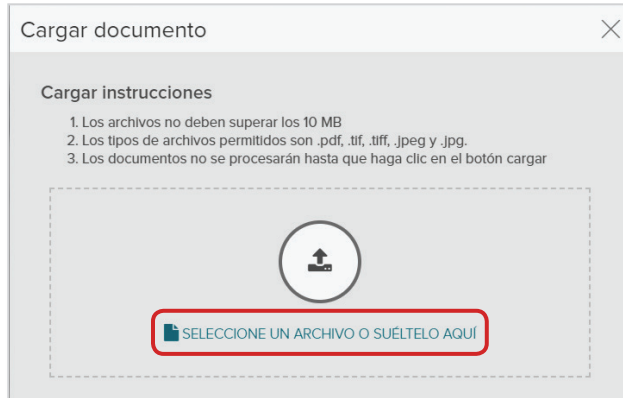 Cargar documento
Cargar instrucciones
1. Los archivos no deben superar los 10 MB
2. Los tipos de archivos permitidos son .pdf, .tif, .tiff, .jpeg y .jpg.
3. Los documentos no se procesarán hasta que haga clic en el botón cargar
SELECCIONE UN ARCHIVO O SUÉLTELO AQUÍ